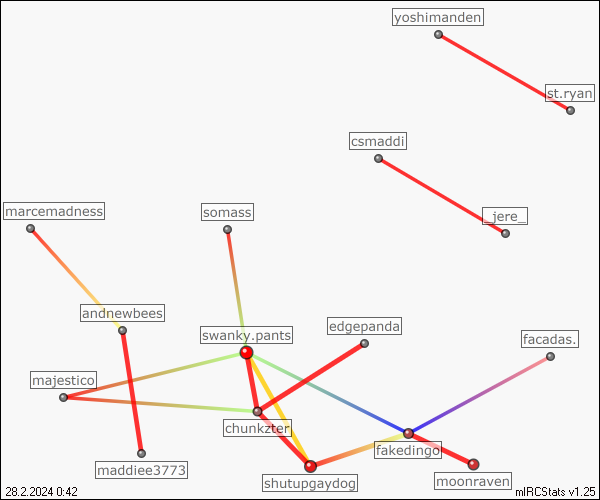 yoshimanden
st.ryan
csmaddi
_jere_
marcemadness
somass
andnewbees
swanky.pants
edgepanda
facadas.
majestico
chunkzter
fakedingo
maddiee3773
shutupgaydog
moonraven
28.2.2024 0:42
mIRCStats v1.25